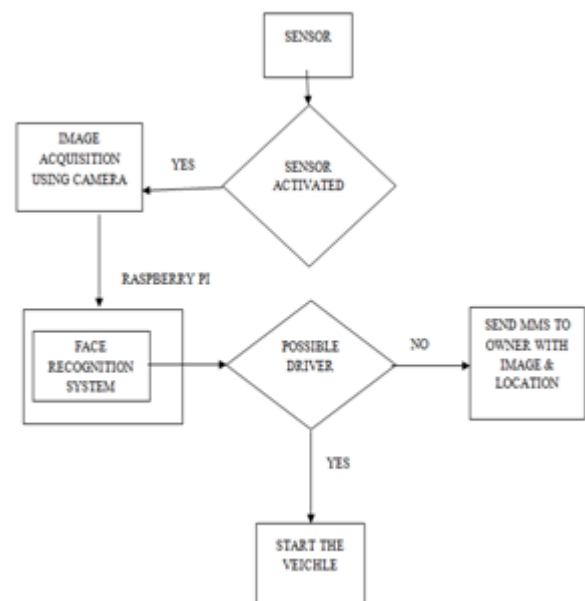 SENSOR
SENSOR
ACTIVATED
YES
IMAGE
ACQUISITION
USING CAMERA
RASPBERRY PI
FACE
RECOGNITION
SYSTEM
POSSIBLE
DRIVER
NO
SEND MMS TO
OWNER WITH
IMAGE &
LOCATION
YES
START THE
VEICHLE